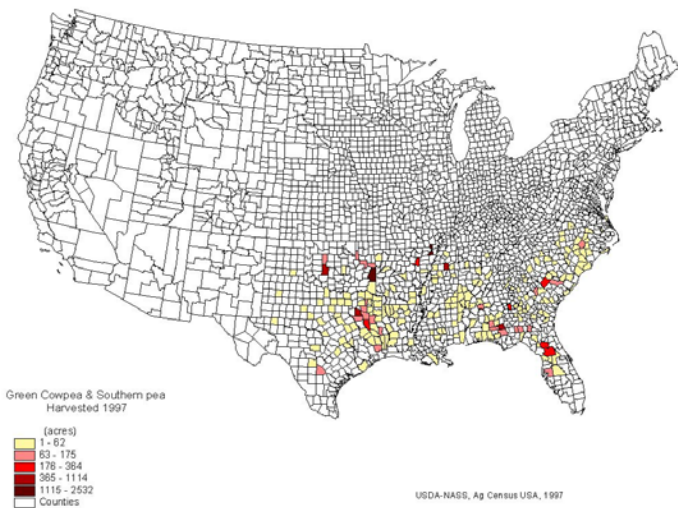 Green Cowpea & Southern pea
Harvested 1997
(acres)
1 - 62
63 - 175
176 - 364
365 - 1114
1115 - 2532
Counties
USDA-NASS, Ag Census USA, 1997